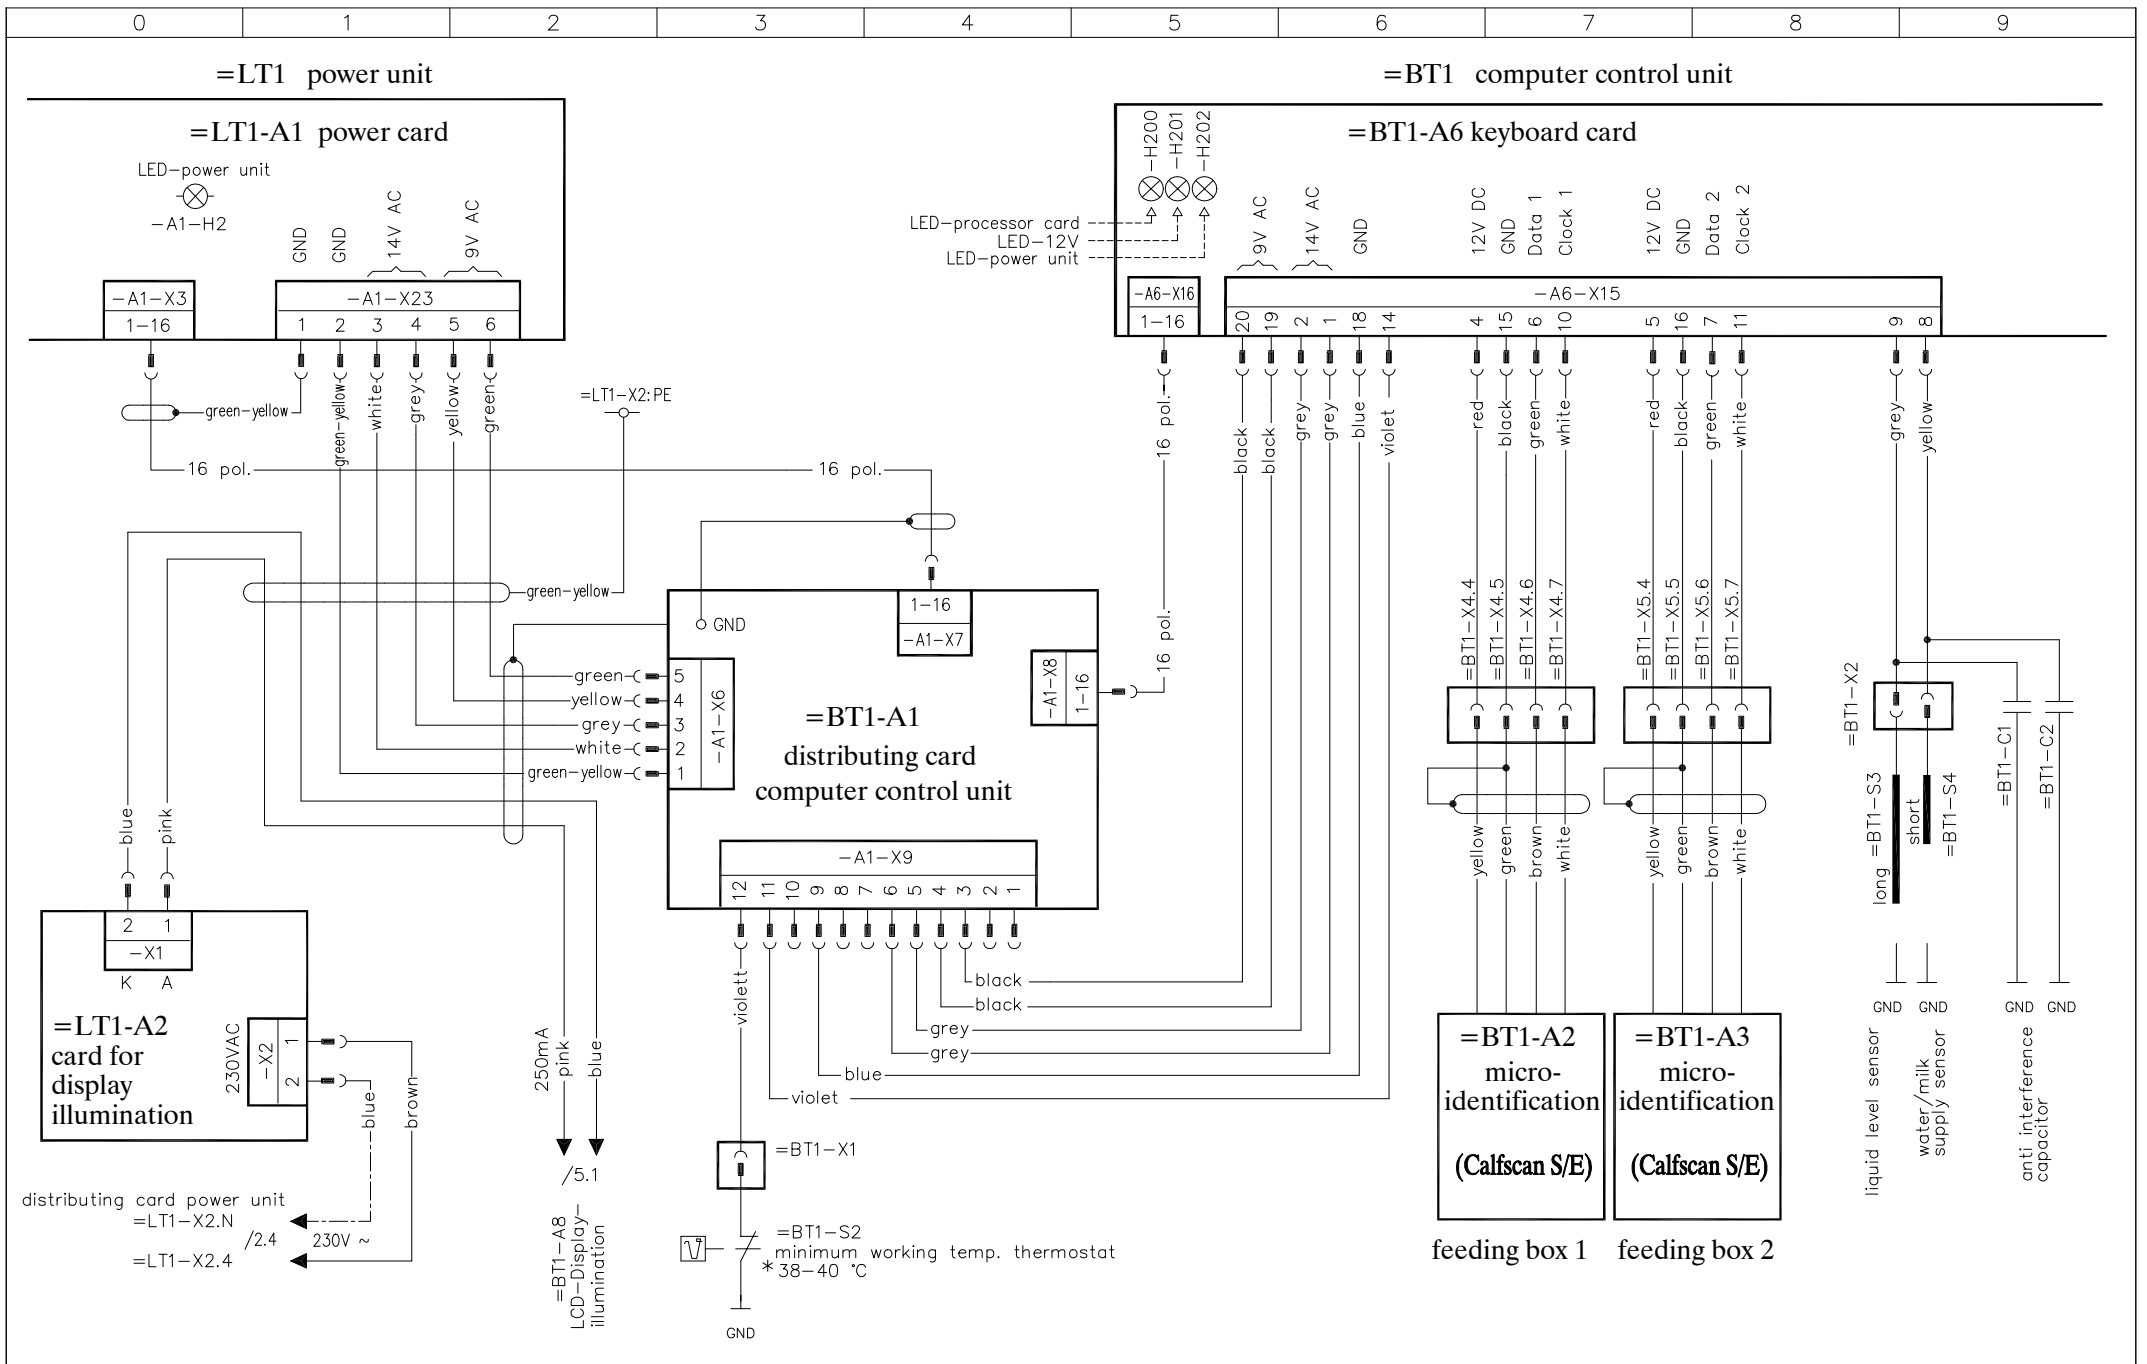 0 1 2 3 4 5 6 7 8 9
=LT1 power unit
=LT1-A1 power card
LED-power unit
-A1-H2
GND
GND
14V AC
9V AC
-A1-X3
1-16
-A1-X23
1 2 3 4 5 6
green-yellow
green-yellow
white
grey
yellow
green
=LT1-X2:PE
16 pol.
16 pol.
green-yellow
=BT1 computer control unit
=BT1-A6 keyboard card
-H200
-H201
-H202
LED-processor card
LED-12V
LED-power unit
9V AC
14V AC
GND
12V DC
GND
Data 1
Clock 1
12V DC
GND
Data 2
Clock 2
-A6-X16
1-16
-A6-X15
20 19 2 1 18 14 4 15 6 10 5 16 7 11 9 8
16 pol.
black
black
grey
grey
blue
violet
red
black
green
white
red
black
green
white
grey
yellow
16 pol.
GND
1-16
-A1-X7
-A1-X8
1-16
green
yellow
grey
white
green-yellow
5
4
3
2
1
-A1-X6
=BT1-A1
distributing card
computer control unit
-A1-X9
12 11 10 9 8 7 6 5 4 3 2 1
violett
black
black
grey
grey
blue
violet
=BT1-X1
=BT1-S2
minimum working temp. thermostat
* 38-40 °C
GND
blue
pink
2 1
-X1
K A
=LT1-A2
card for
display
illumination
230VAC
-X2
1
2
blue
brown
distributing card power unit
=LT1-X2.N
/2.4
230V ~
=LT1-X2.4
250mA
pink
blue
/5.1
=BT1-A8
LCD-Display-
illumination
=BT1-X4.4
=BT1-X4.5
=BT1-X4.6
=BT1-X4.7
=BT1-X5.4
=BT1-X5.5
=BT1-X5.6
=BT1-X5.7
yellow
green
brown
white
yellow
green
brown
white
=BT1-A2
micro-
identification
(Calfscan S/E)
feeding box 1
=BT1-A3
micro-
identification
(Calfscan S/E)
feeding box 2
=BT1-X2
long
=BT1-S3
short
=BT1-S4
=BT1-C1
=BT1-C2
GND GND GND GND
liquid level sensor
water/milk
supply sensor
anti interference
capacitor